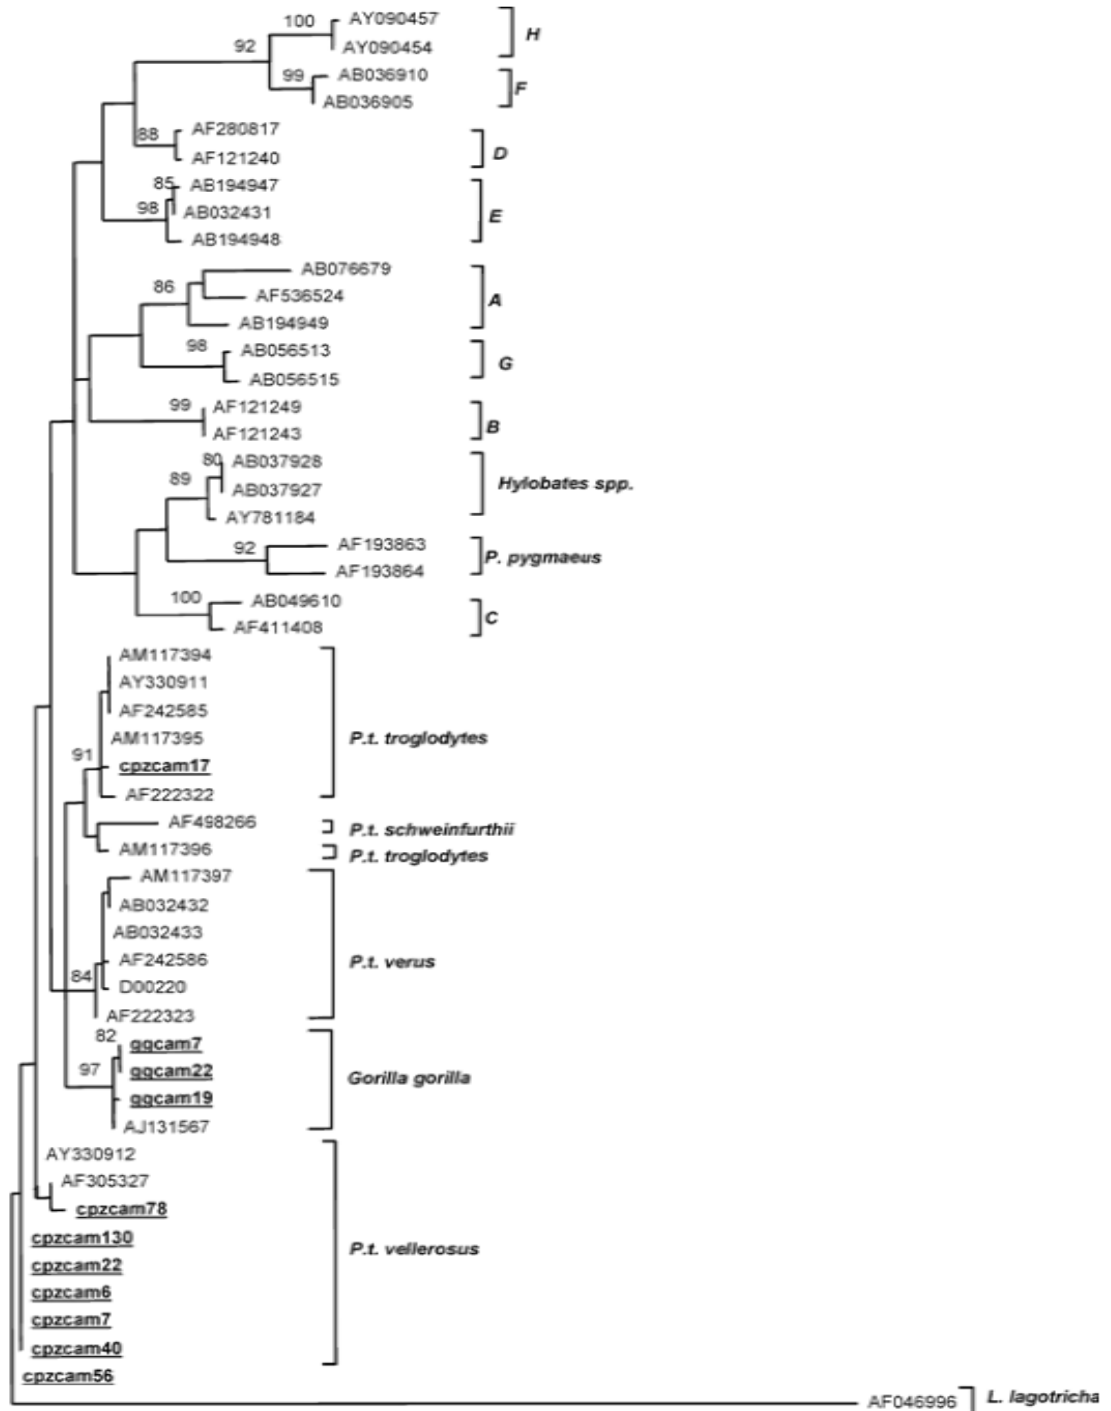 100 AY090457
H
92
AY090454
99 AB036910
F
AB036905
88 AF280817
D
AF121240
85 AB194947
98 AB032431
E
AB194948
AB076679
86
AF536524
A
AB194949
98 AB056513
G
AB056515
99 AF121249
B
AF121243
80 AB037928
89
AB037927
Hylobates spp.
AY781184
92 AF193863
P. pygmaeus
AF193864
100 AB049610
C
AF411408
AM117394
AY330911
AF242585
AM117395
P.t. troglodytes
91
cpzcam17
AF222322
AF498266
P.t. schweinfurthii
AM117396
P.t. troglodytes
AM117397
AB032432
AB032433
AF242586
P.t. verus
84
D00220
AF222323
82
ggcam7
97 ggcam22
Gorilla gorilla
ggcam19
AJ131567
AY330912
AF305327
cpzcam78
cpzcam130
P.t. vellerosus
cpzcam22
cpzcam6
cpzcam7
cpzcam40
cpzcam56
AF046996
L. lagotricha